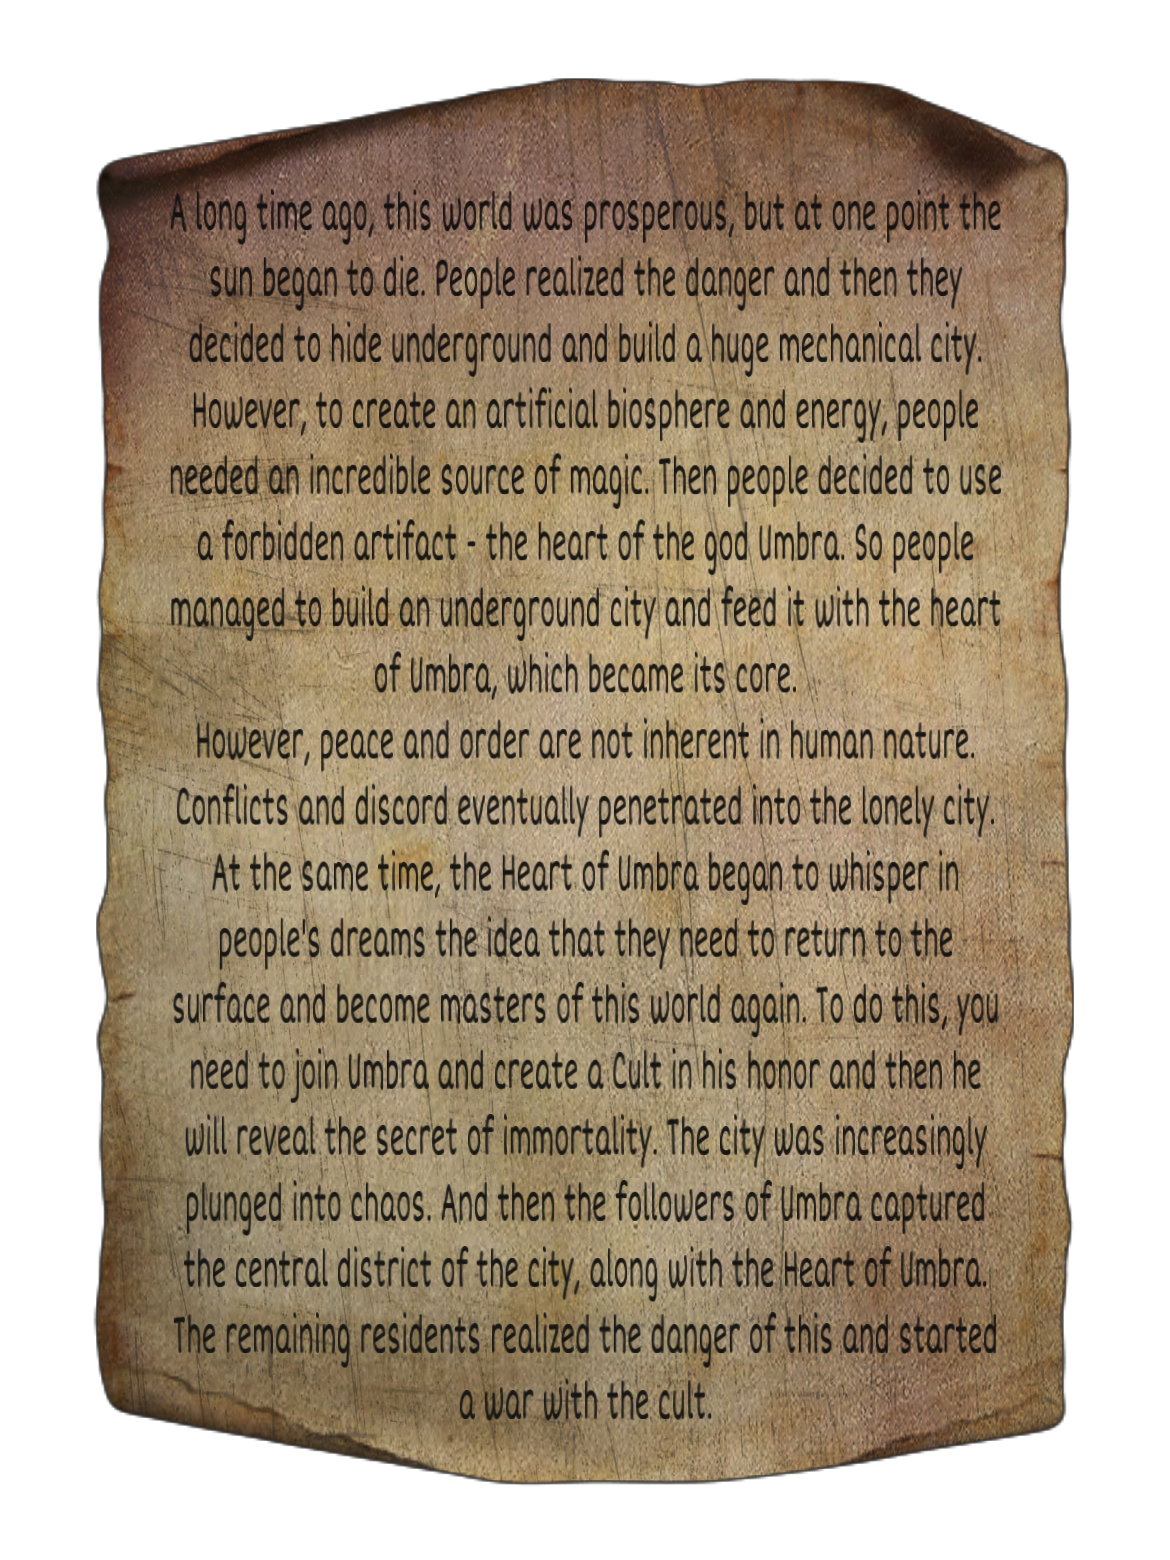 A long time ago, this world was prosperous, but at one point the
sun began to die. People realized the danger and then they
decided to hide underground and build a huge mechanical city.
However, to create an artificial biosphere and energy, people
needed an incredible source of magic. Then people decided to use
a forbidden artifact - the heart of the god Umbra. So people
managed to build an underground city and feed it with the heart
of Umbra, which became its core.
However, peace and order are not inherent in human nature.
Conflicts and discord eventually penetrated into the lonely city.
At the same time, the Heart of Umbra began to whisper in
people's dreams the idea that they need to return to the
surface and become masters of this world again. To do this, you
need to join Umbra and create a Cult in his honor and then he
will reveal the secret of immortality. The city was increasingly
plunged into chaos. And then the followers of Umbra captured
the central district of the city, along with the Heart of Umbra.
The remaining residents realized the danger of this and started
a war with the cult.